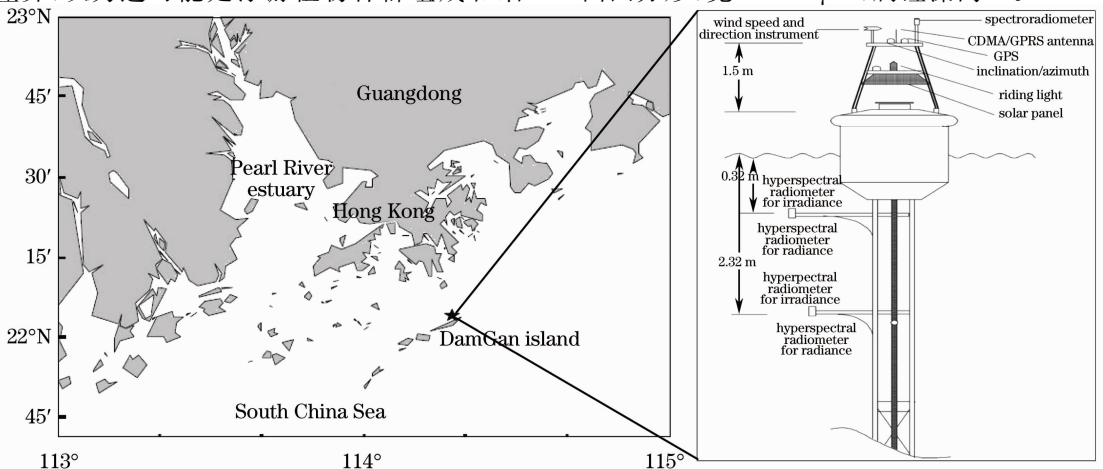 23°N
45′
30′
15′
22°N
45′
113°
114°
115°
Guangdong
Pearl River
estuary
Hong Kong
DamGan island
South China Sea
wind speed and
direction instrument
1.5 m
spectroradiometer
CDMA/GPRS antenna
GPS
inclination/azimuth
riding light
solar panel
0.32 m
hyperspectral
radiometer
for irradiance
hyperspectral
radiometer
for radiance
2.32 m
hyperpectral
radiometer
for irradiance
hyperspectral
radiometer
for radiance